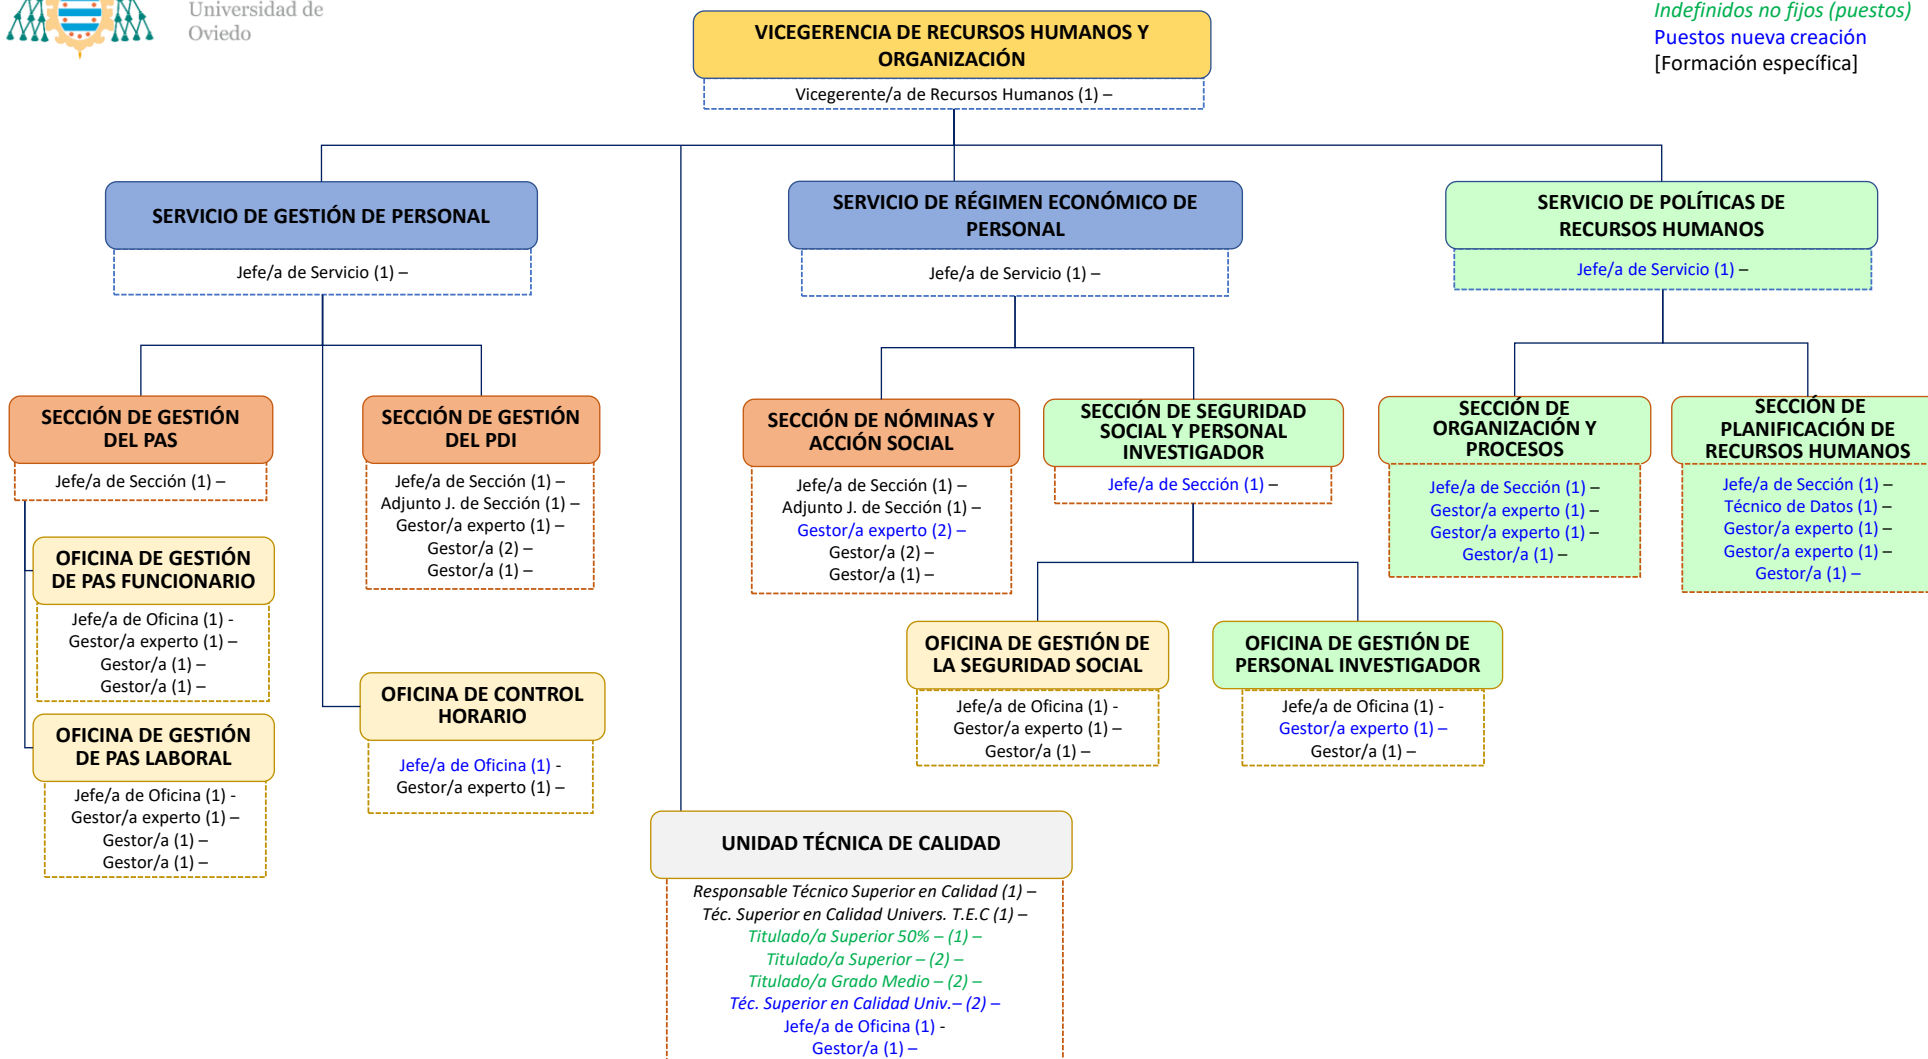 Universidad de
Oviedo
Indefinidos no fijos (puestos)
Puestos nueva creación
[Formación específica]
VICEGERENCIA DE RECURSOS HUMANOS Y
ORGANIZACIÓN
Vicegerente/a de Recursos Humanos (1) –
SERVICIO DE GESTIÓN DE PERSONAL
Jefe/a de Servicio (1) –
SERVICIO DE RÉGIMEN ECONÓMICO DE
PERSONAL
Jefe/a de Servicio (1) –
SERVICIO DE POLÍTICAS DE
RECURSOS HUMANOS
Jefe/a de Servicio (1) –
SECCIÓN DE GESTIÓN
DEL PAS
Jefe/a de Sección (1) –
OFICINA DE GESTIÓN
DE PAS FUNCIONARIO
Jefe/a de Oficina (1) -
Gestor/a experto (1) –
Gestor/a (1) –
Gestor/a (1) –
OFICINA DE GESTIÓN
DE PAS LABORAL
Jefe/a de Oficina (1) -
Gestor/a experto (1) –
Gestor/a (1) –
Gestor/a (1) –
SECCIÓN DE GESTIÓN
DEL PDI
Jefe/a de Sección (1) –
Adjunto J. de Sección (1) –
Gestor/a experto (1) –
Gestor/a (2) –
Gestor/a (1) –
OFICINA DE CONTROL
HORARIO
Jefe/a de Oficina (1) -
Gestor/a experto (1) –
SECCIÓN DE NÓMINAS Y
ACCIÓN SOCIAL
Jefe/a de Sección (1) –
Adjunto J. de Sección (1) –
Gestor/a experto (2) –
Gestor/a (2) –
Gestor/a (1) –
SECCIÓN DE SEGURIDAD
SOCIAL Y PERSONAL
INVESTIGADOR
Jefe/a de Sección (1) –
OFICINA DE GESTIÓN DE
LA SEGURIDAD SOCIAL
Jefe/a de Oficina (1) -
Gestor/a experto (1) –
Gestor/a (1) –
OFICINA DE GESTIÓN DE
PERSONAL INVESTIGADOR
Jefe/a de Oficina (1) -
Gestor/a experto (1) –
Gestor/a (1) –
SECCIÓN DE
ORGANIZACIÓN Y
PROCESOS
Jefe/a de Sección (1) –
Gestor/a experto (1) –
Gestor/a experto (1) –
Gestor/a (1) –
SECCIÓN DE
PLANIFICACIÓN DE
RECURSOS HUMANOS
Jefe/a de Sección (1) –
Técnico de Datos (1) –
Gestor/a experto (1) –
Gestor/a experto (1) –
Gestor/a (1) –
UNIDAD TÉCNICA DE CALIDAD
Responsable Técnico Superior en Calidad (1) –
Téc. Superior en Calidad Univers. T.E.C (1) –
Titulado/a Superior 50% – (1) –
Titulado/a Superior – (2) –
Titulado/a Grado Medio – (2) –
Téc. Superior en Calidad Univ.– (2) –
Jefe/a de Oficina (1) -
Gestor/a (1) –